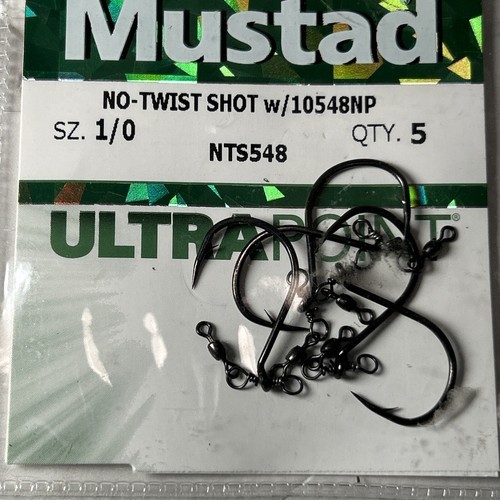 Mustad
NO-TWIST SHOT w/10548NP
SZ. 1/0 QTY. 5
NTS548
ULTRAPOINT®